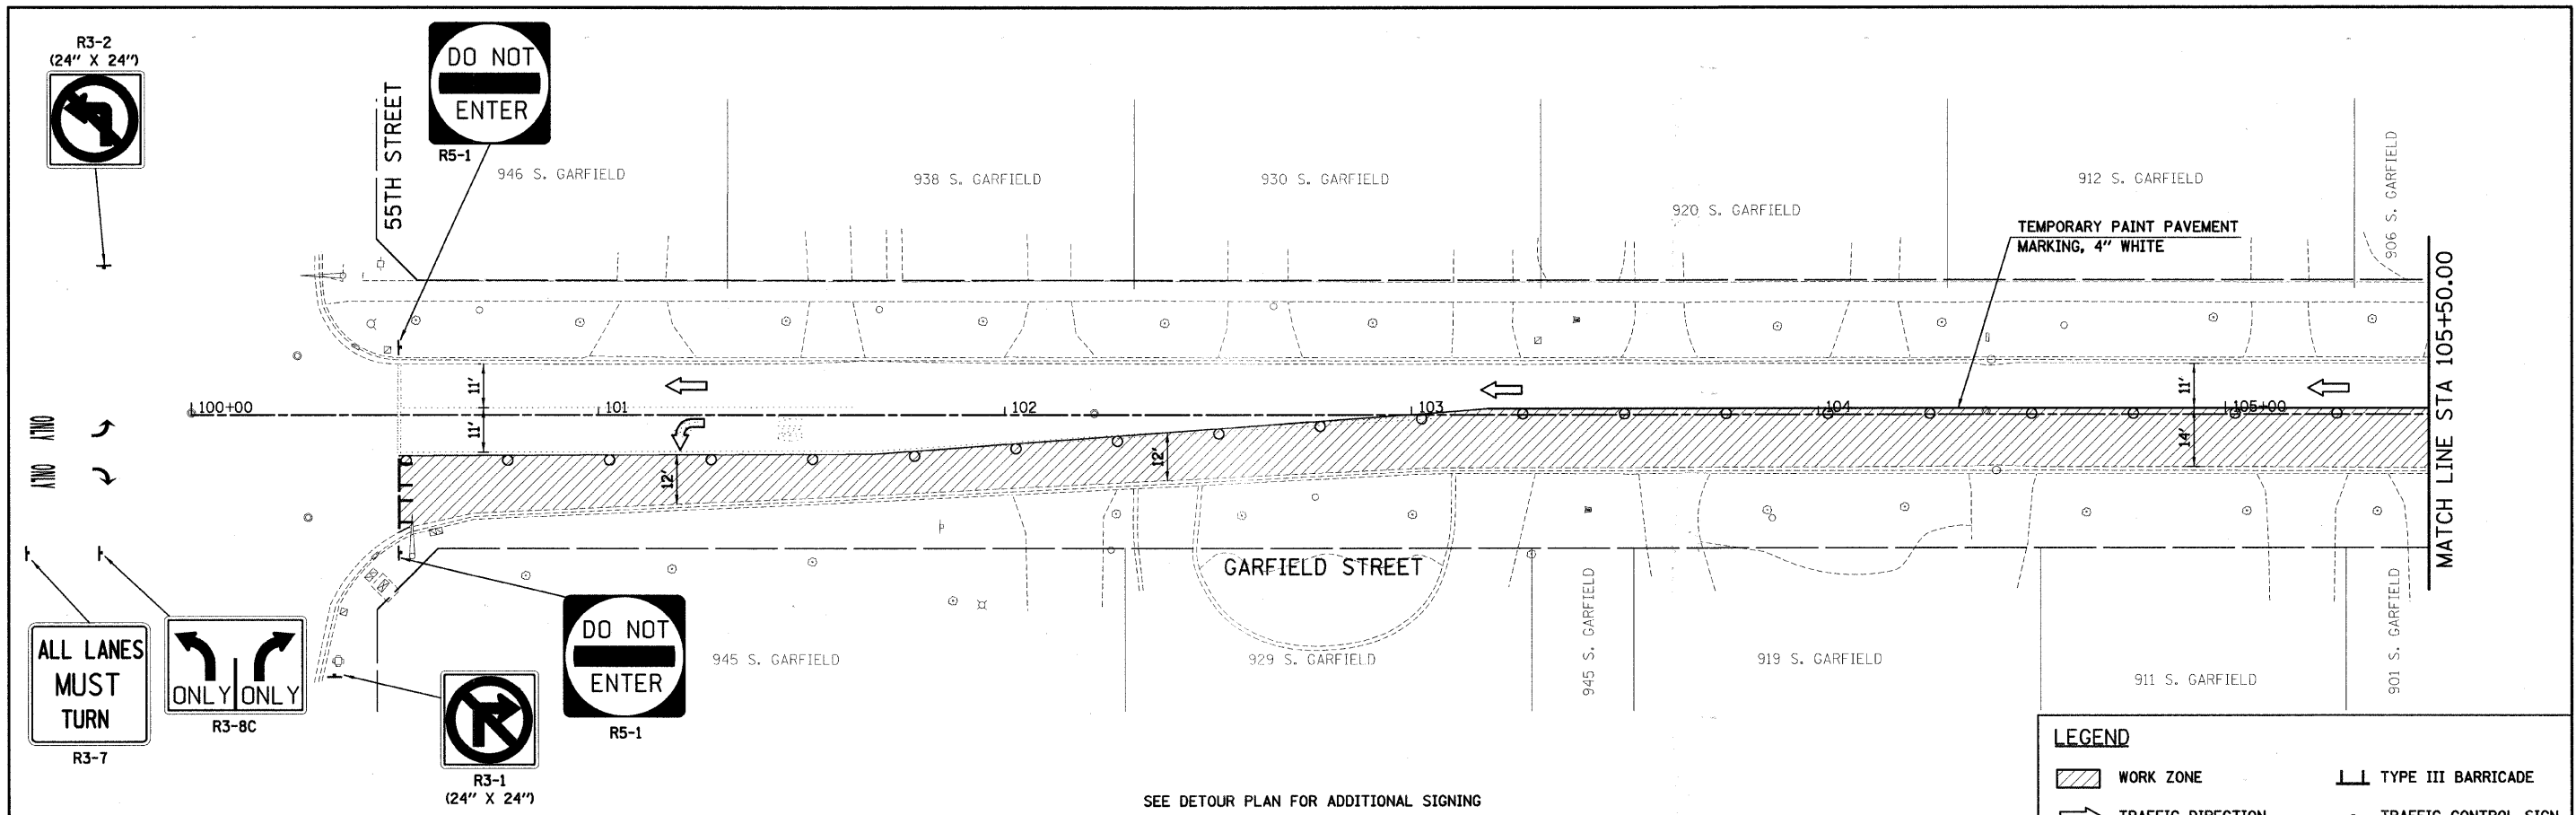 R3-2
(24" X 24")
DO NOT
ENTER
R5-1
55TH STREET
946 S. GARFIELD
938 S. GARFIELD
930 S. GARFIELD
920 S. GARFIELD
912 S. GARFIELD
906 S. GARFIELD
TEMPORARY PAINT PAVEMENT
MARKING, 4" WHITE
MATCH LINE STA 105+50.00
11'
11'
100+00
101
102
103
104
105+00
ONLY
ONLY
11'
12'
12'
14'
GARFIELD STREET
ALL LANES
MUST
TURN
R3-7
ONLY ONLY
R3-8C
R3-1
(24" X 24")
DO NOT
ENTER
R5-1
945 S. GARFIELD
929 S. GARFIELD
945 S. GARFIELD
919 S. GARFIELD
911 S. GARFIELD
901 S. GARFIELD
SEE DETOUR PLAN FOR ADDITIONAL SIGNING
LEGEND
WORK ZONE
TYPE III BARRICADE
TRAFFIC DIRECTION
TRAFFIC CONTROL SIGN